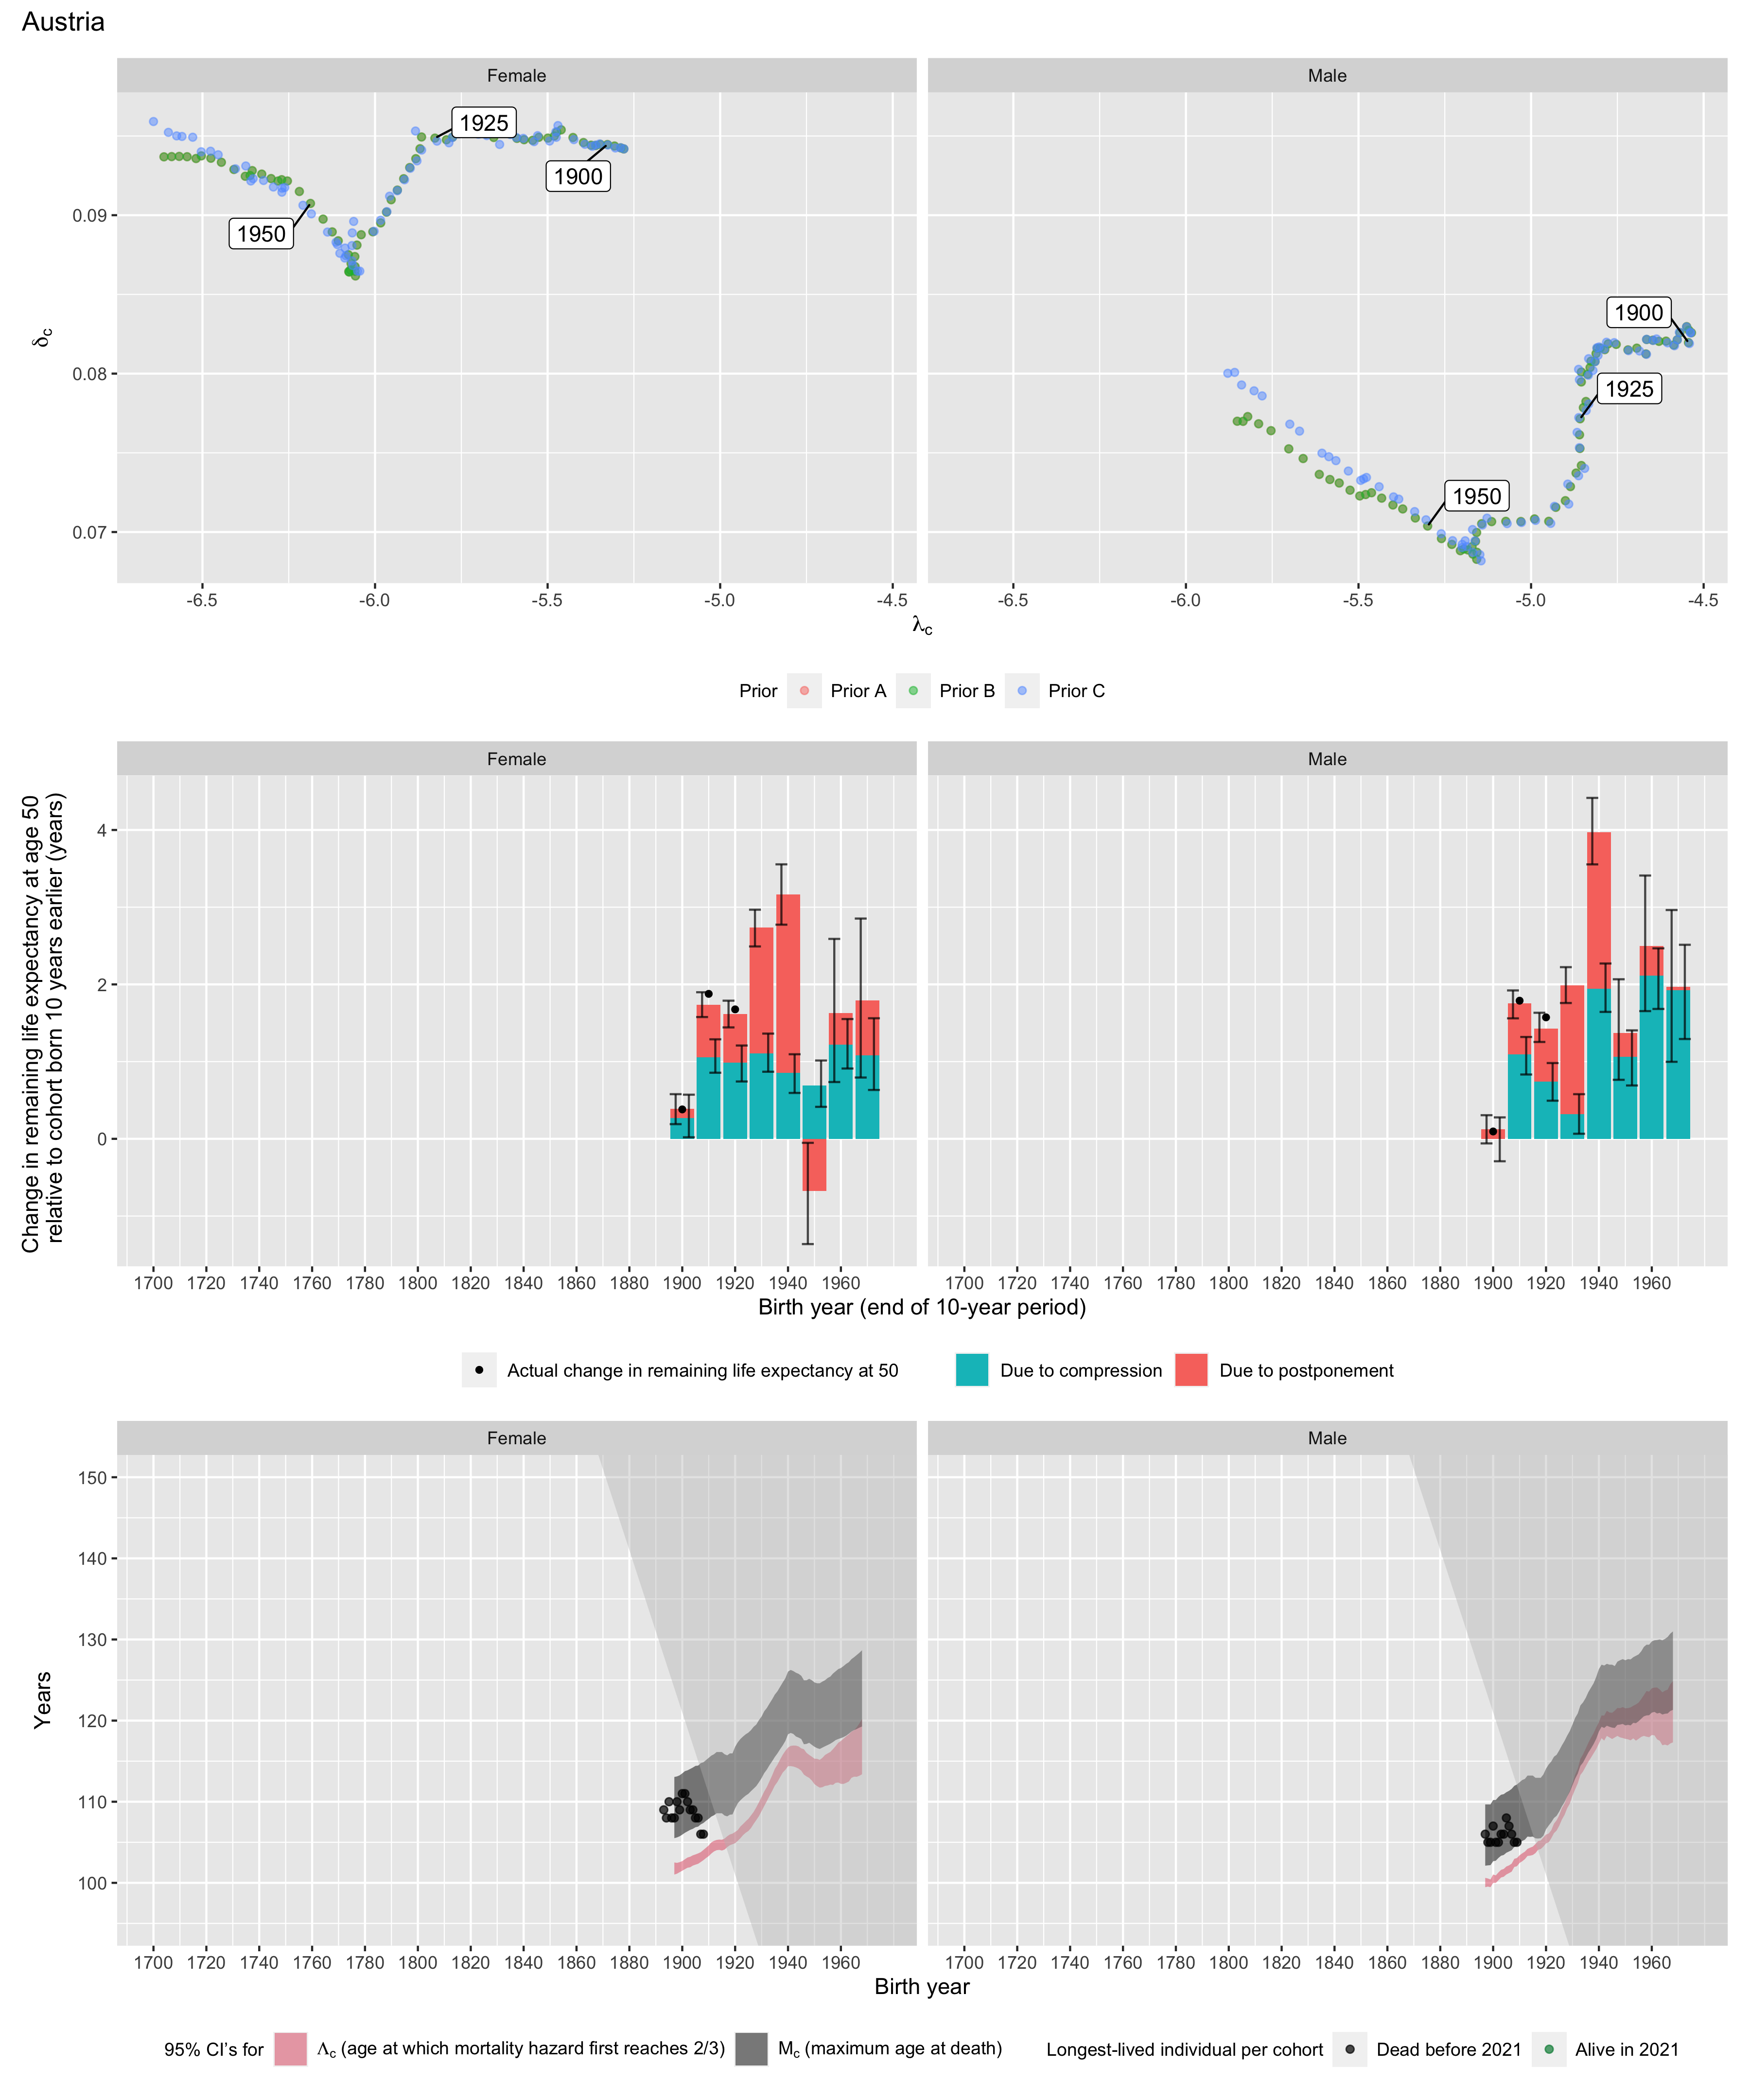 Austria
Female
Male
0.09
0.08
0.07
δc
1925
1900
1950
1900
1925
1950
-6.5 -6.0 -5.5 -5.0 -4.5
-6.5 -6.0 -5.5 -5.0 -4.5
λc
Prior Prior A Prior B Prior C
Female
Male
Change in remaining life expectancy at age 50
relative to cohort born 10 years earlier (years)
4
2
0
1700 1720 1740 1760 1780 1800 1820 1840 1860 1880 1900 1920 1940 1960
1700 1720 1740 1760 1780 1800 1820 1840 1860 1880 1900 1920 1940 1960
Birth year (end of 10-year period)
Actual change in remaining life expectancy at 50 Due to compression Due to postponement
Female
Male
Years
150
140
130
120
110
100
1700 1720 1740 1760 1780 1800 1820 1840 1860 1880 1900 1920 1940 1960
1700 1720 1740 1760 1780 1800 1820 1840 1860 1880 1900 1920 1940 1960
Birth year
95% CI's for Λc (age at which mortality hazard first reaches 2/3) Mc (maximum age at death) Longest-lived individual per cohort Dead before 2021 Alive in 2021